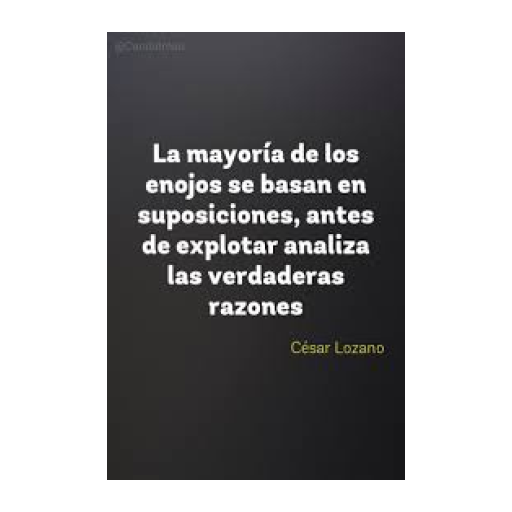 La mayoría de los
enojos se basan en
suposiciones, antes
de explotar analiza
las verdaderas
razones
César Lozano